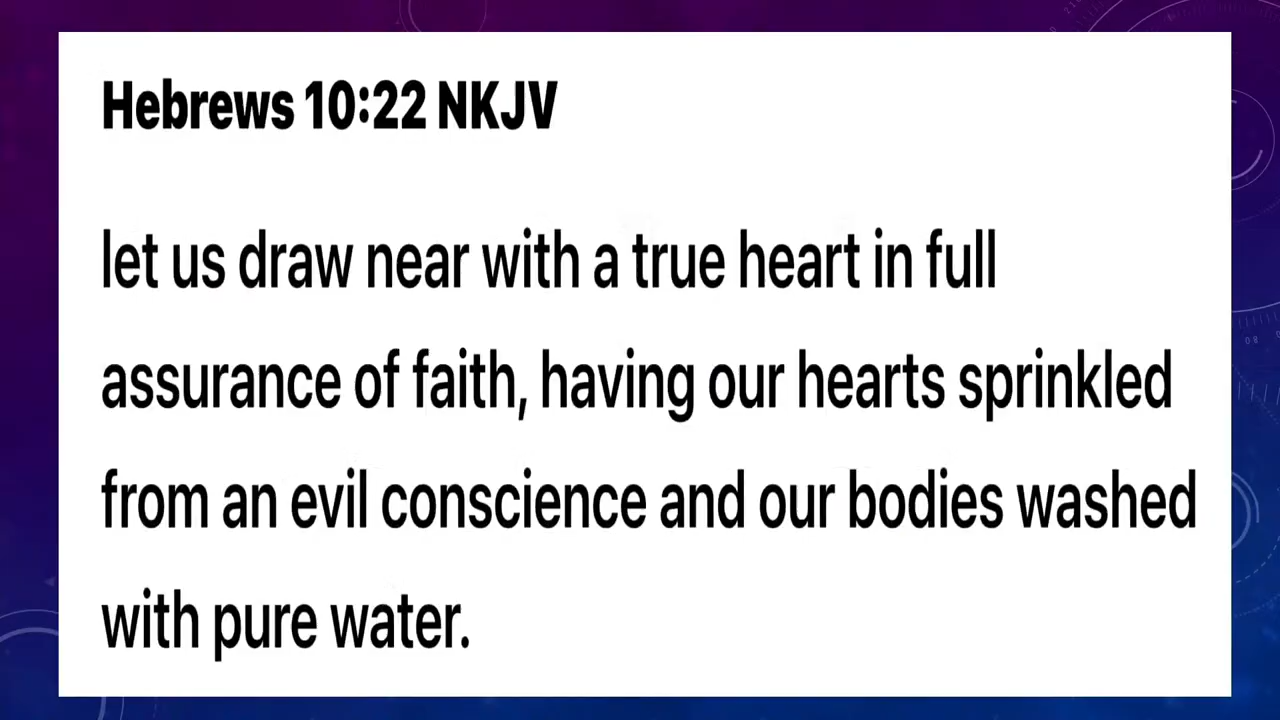 Hebrews 10:22 NKJV
let us draw near with a true heart in full
assurance of faith, having our hearts sprinkled
from an evil conscience and our bodies washed
with pure water.